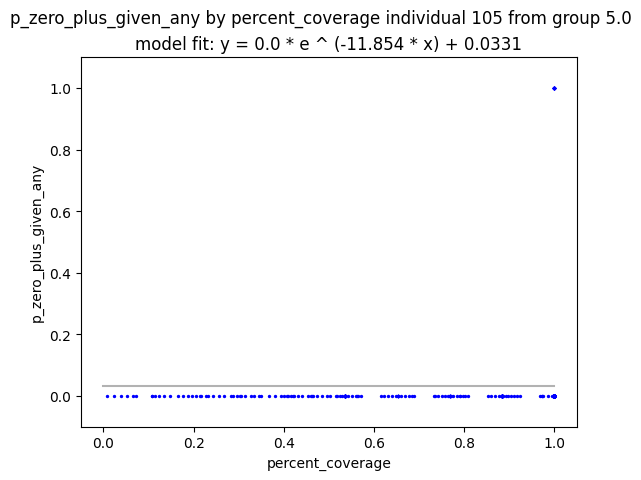 p_zero_plus_given_any by percent_coverage individual 105 from group 5.0
model fit: y = 0.0 * e ^ (-11.854 * x) + 0.0331
1.0
0.8
0.6
0.4
0.2
0.0
p_zero_plus_given_any
0.0 0.2 0.4 0.6 0.8 1.0
percent_coverage